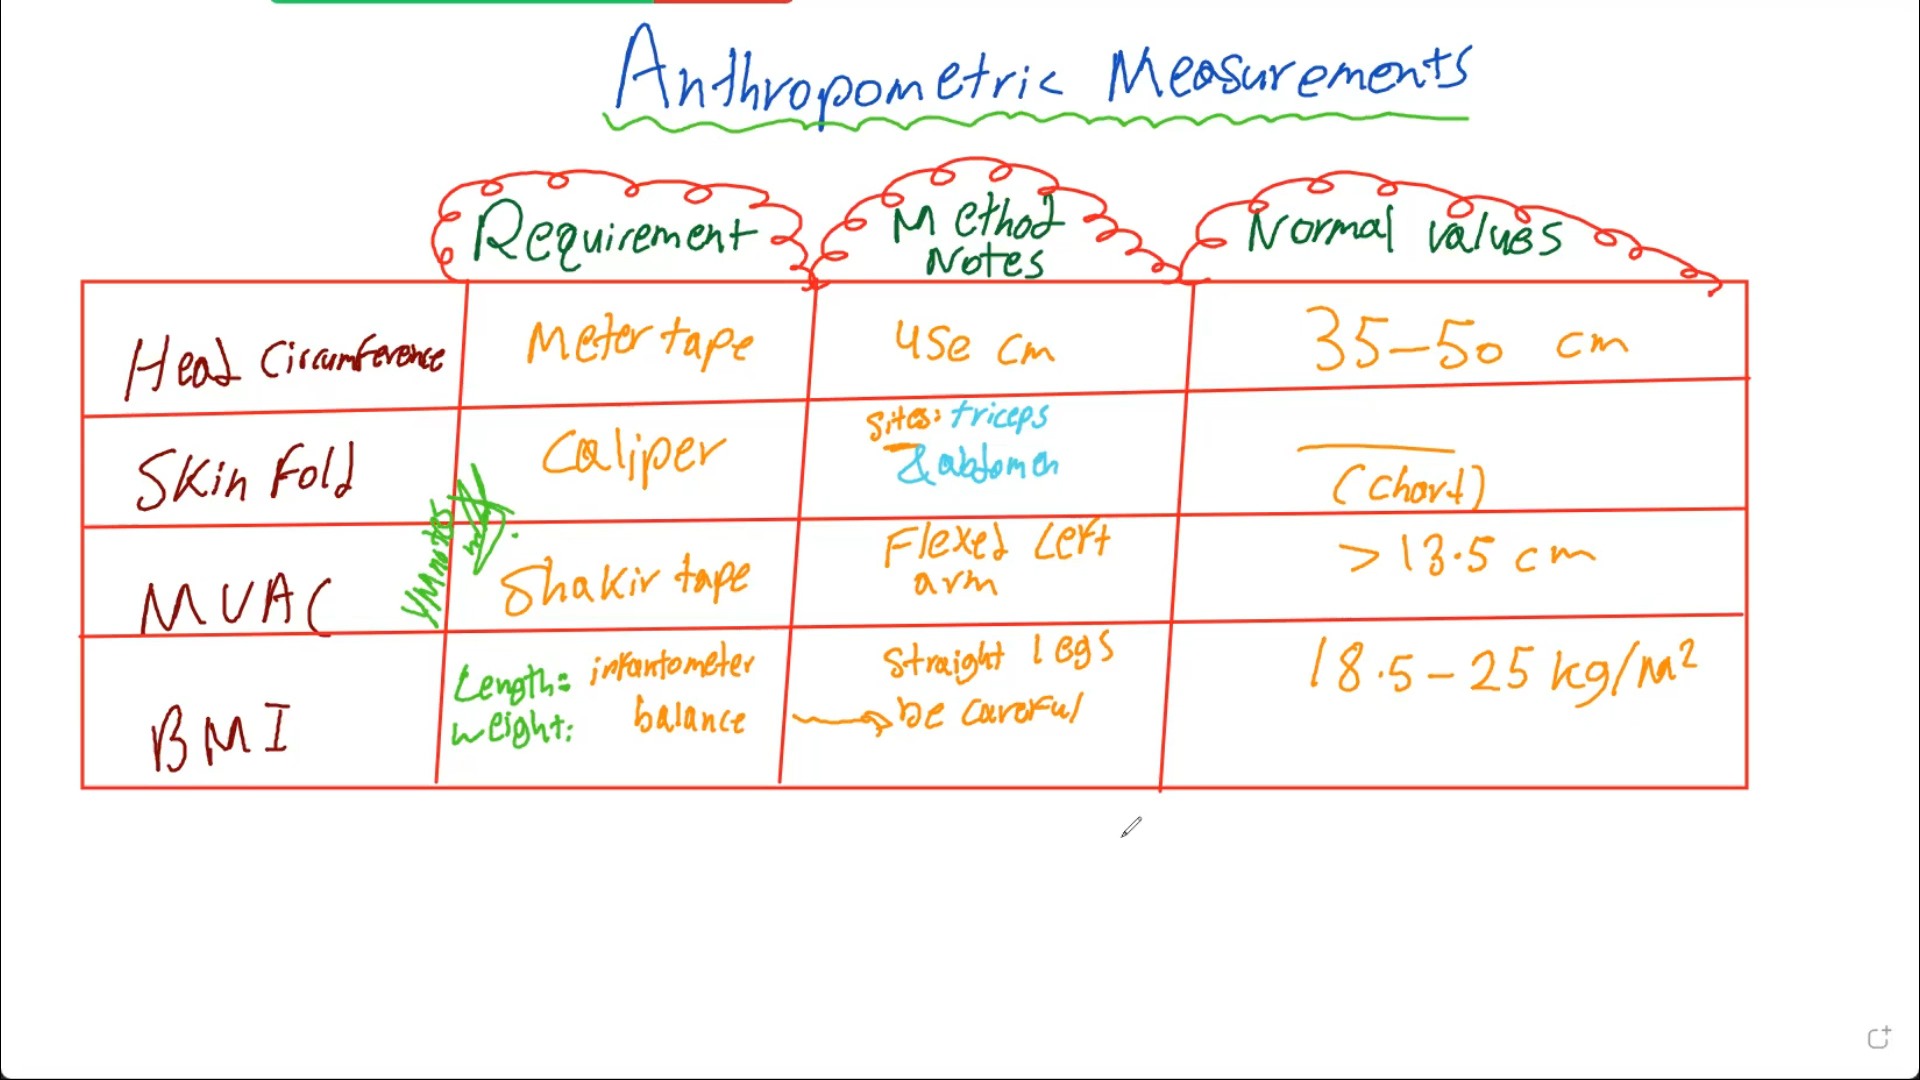 Anthropometric Measurements
Requirement
Method
Notes
Normal values
Head Circumference
Meter tape
use cm
35-50 cm
Skin Fold
Caliper
Sites: triceps
& abdomen
(Chart)
MUAC
Shakir tape
Flexed Left
arm
>13.5 cm
BMI
Length: infantometer
weight: balance
Straight legs
be careful
18.5-25 kg/m²